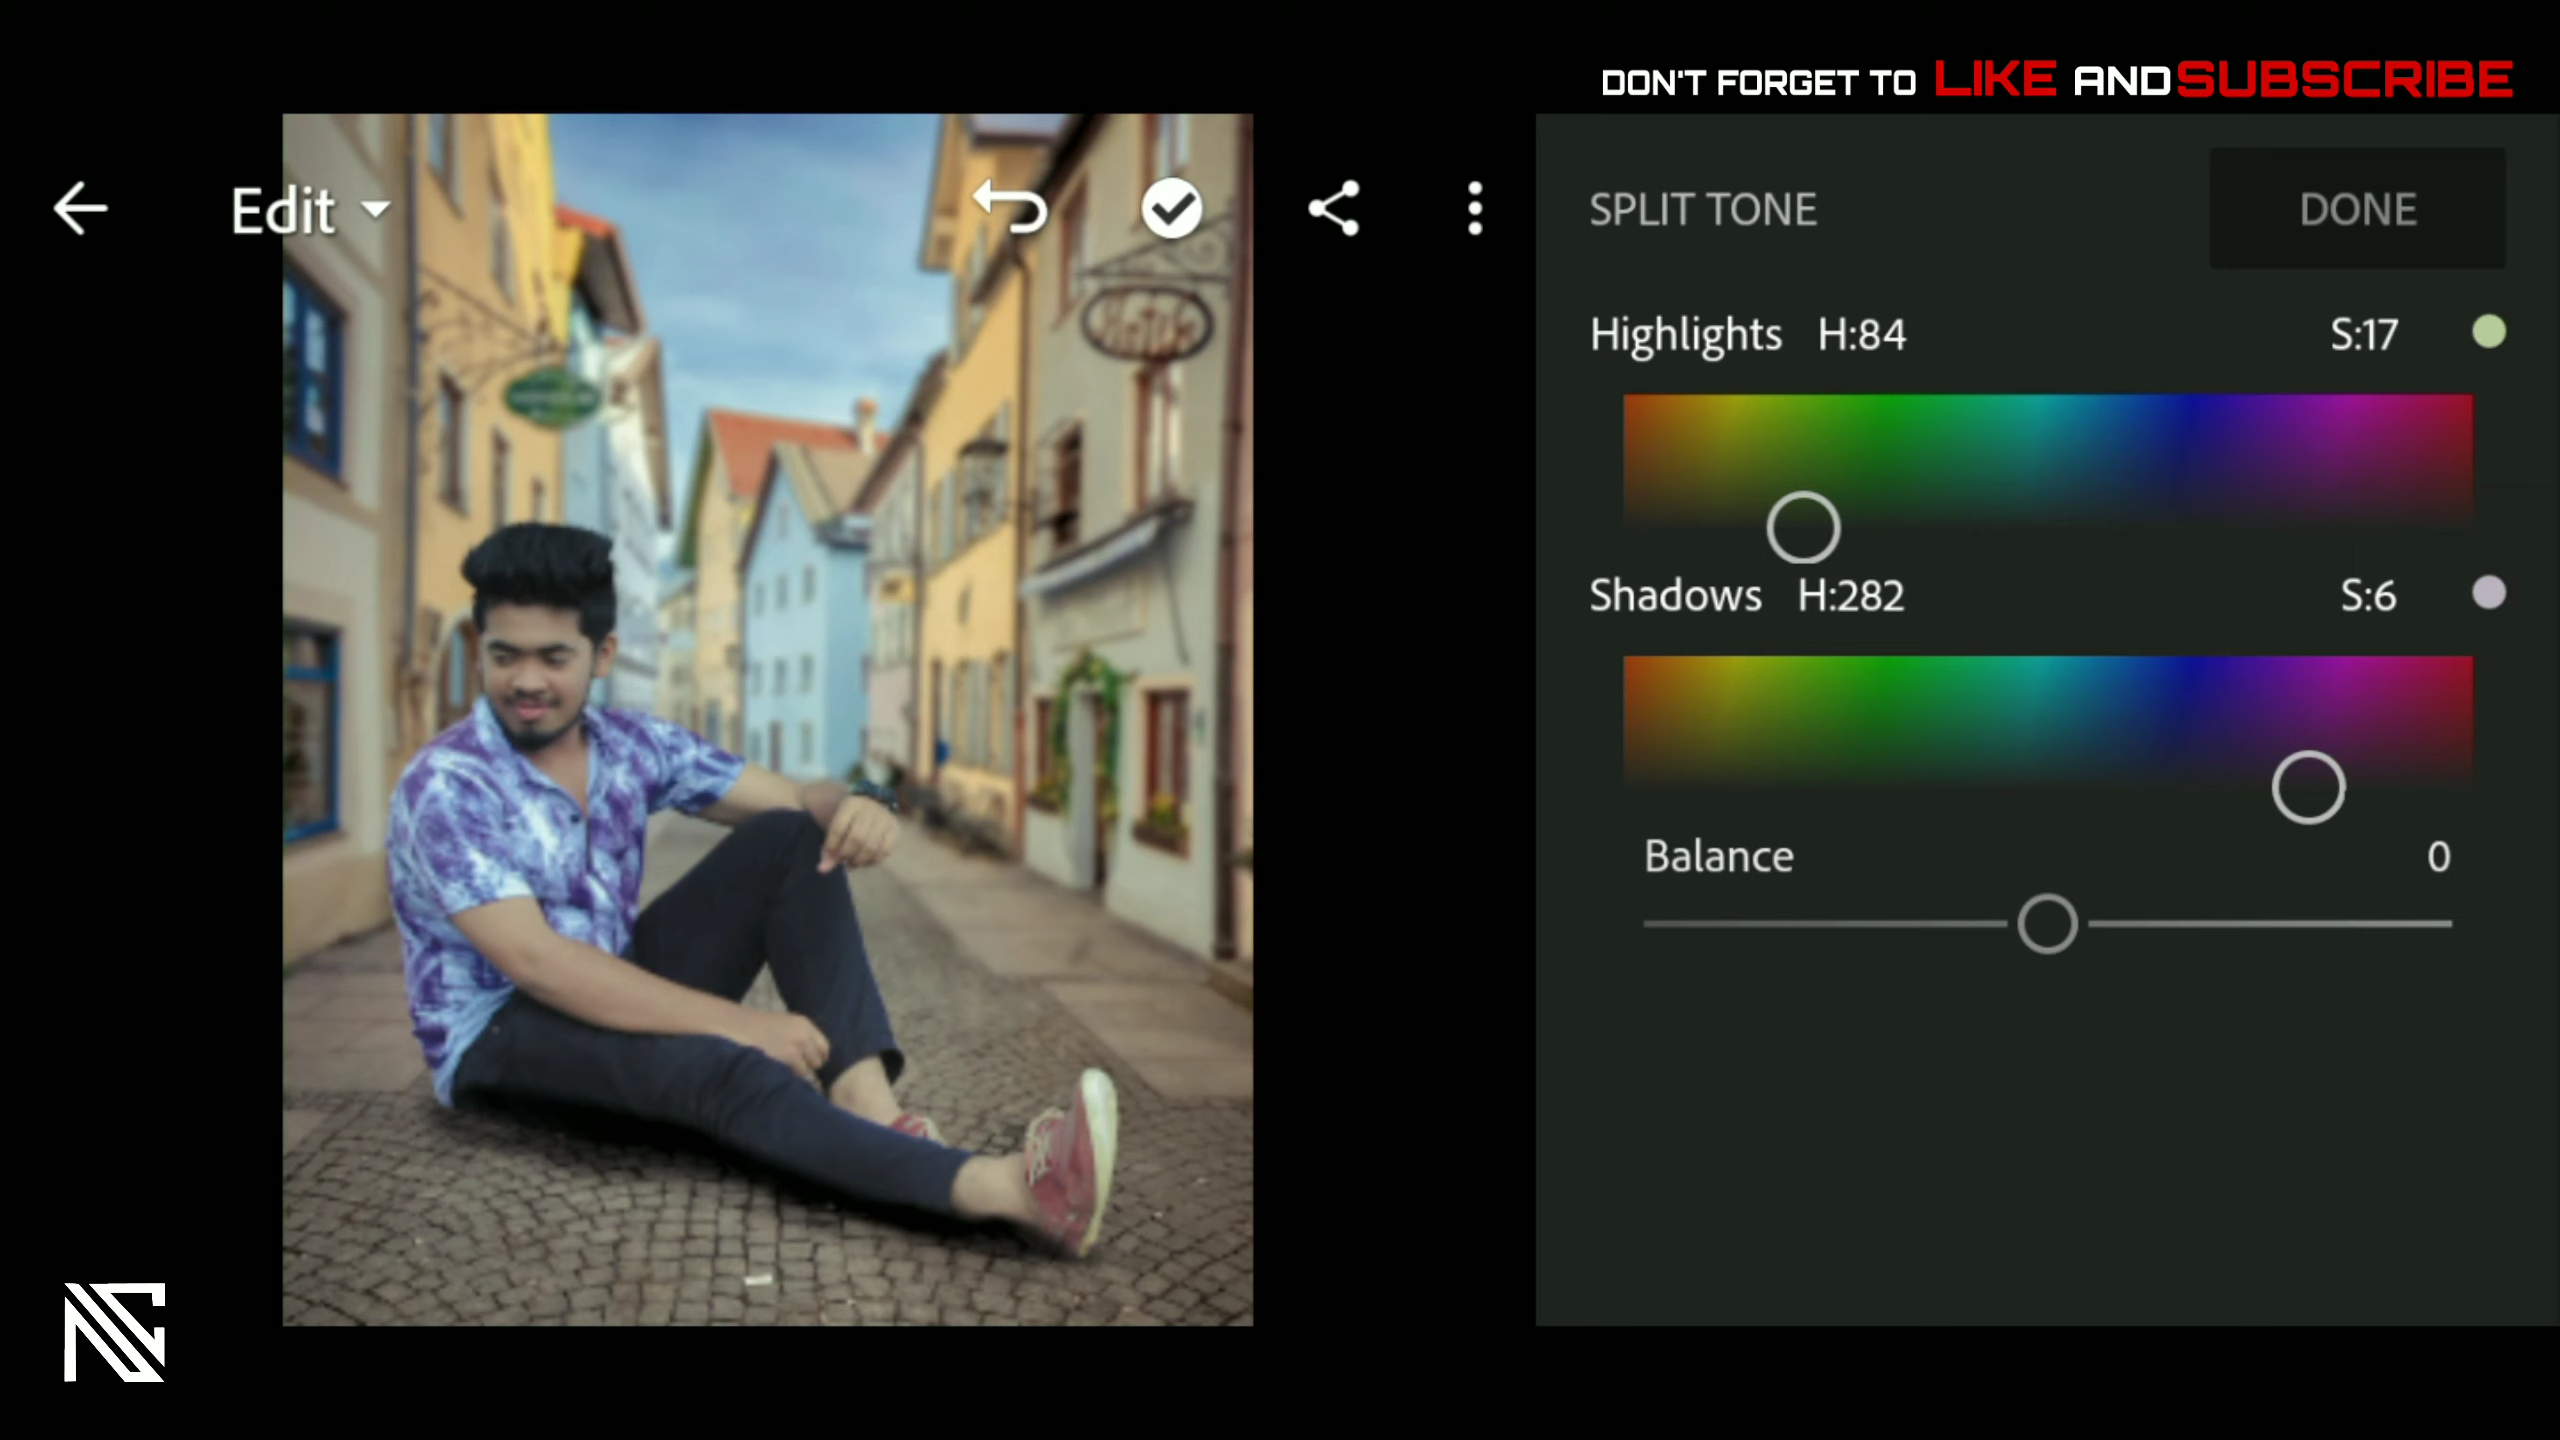 DON'T FORGET TO LIKE AND SUBSCRIBE
Edit
SPLIT TONE
DONE
Highlights H:84 S:17
Shadows H:282 S:6
Balance 0